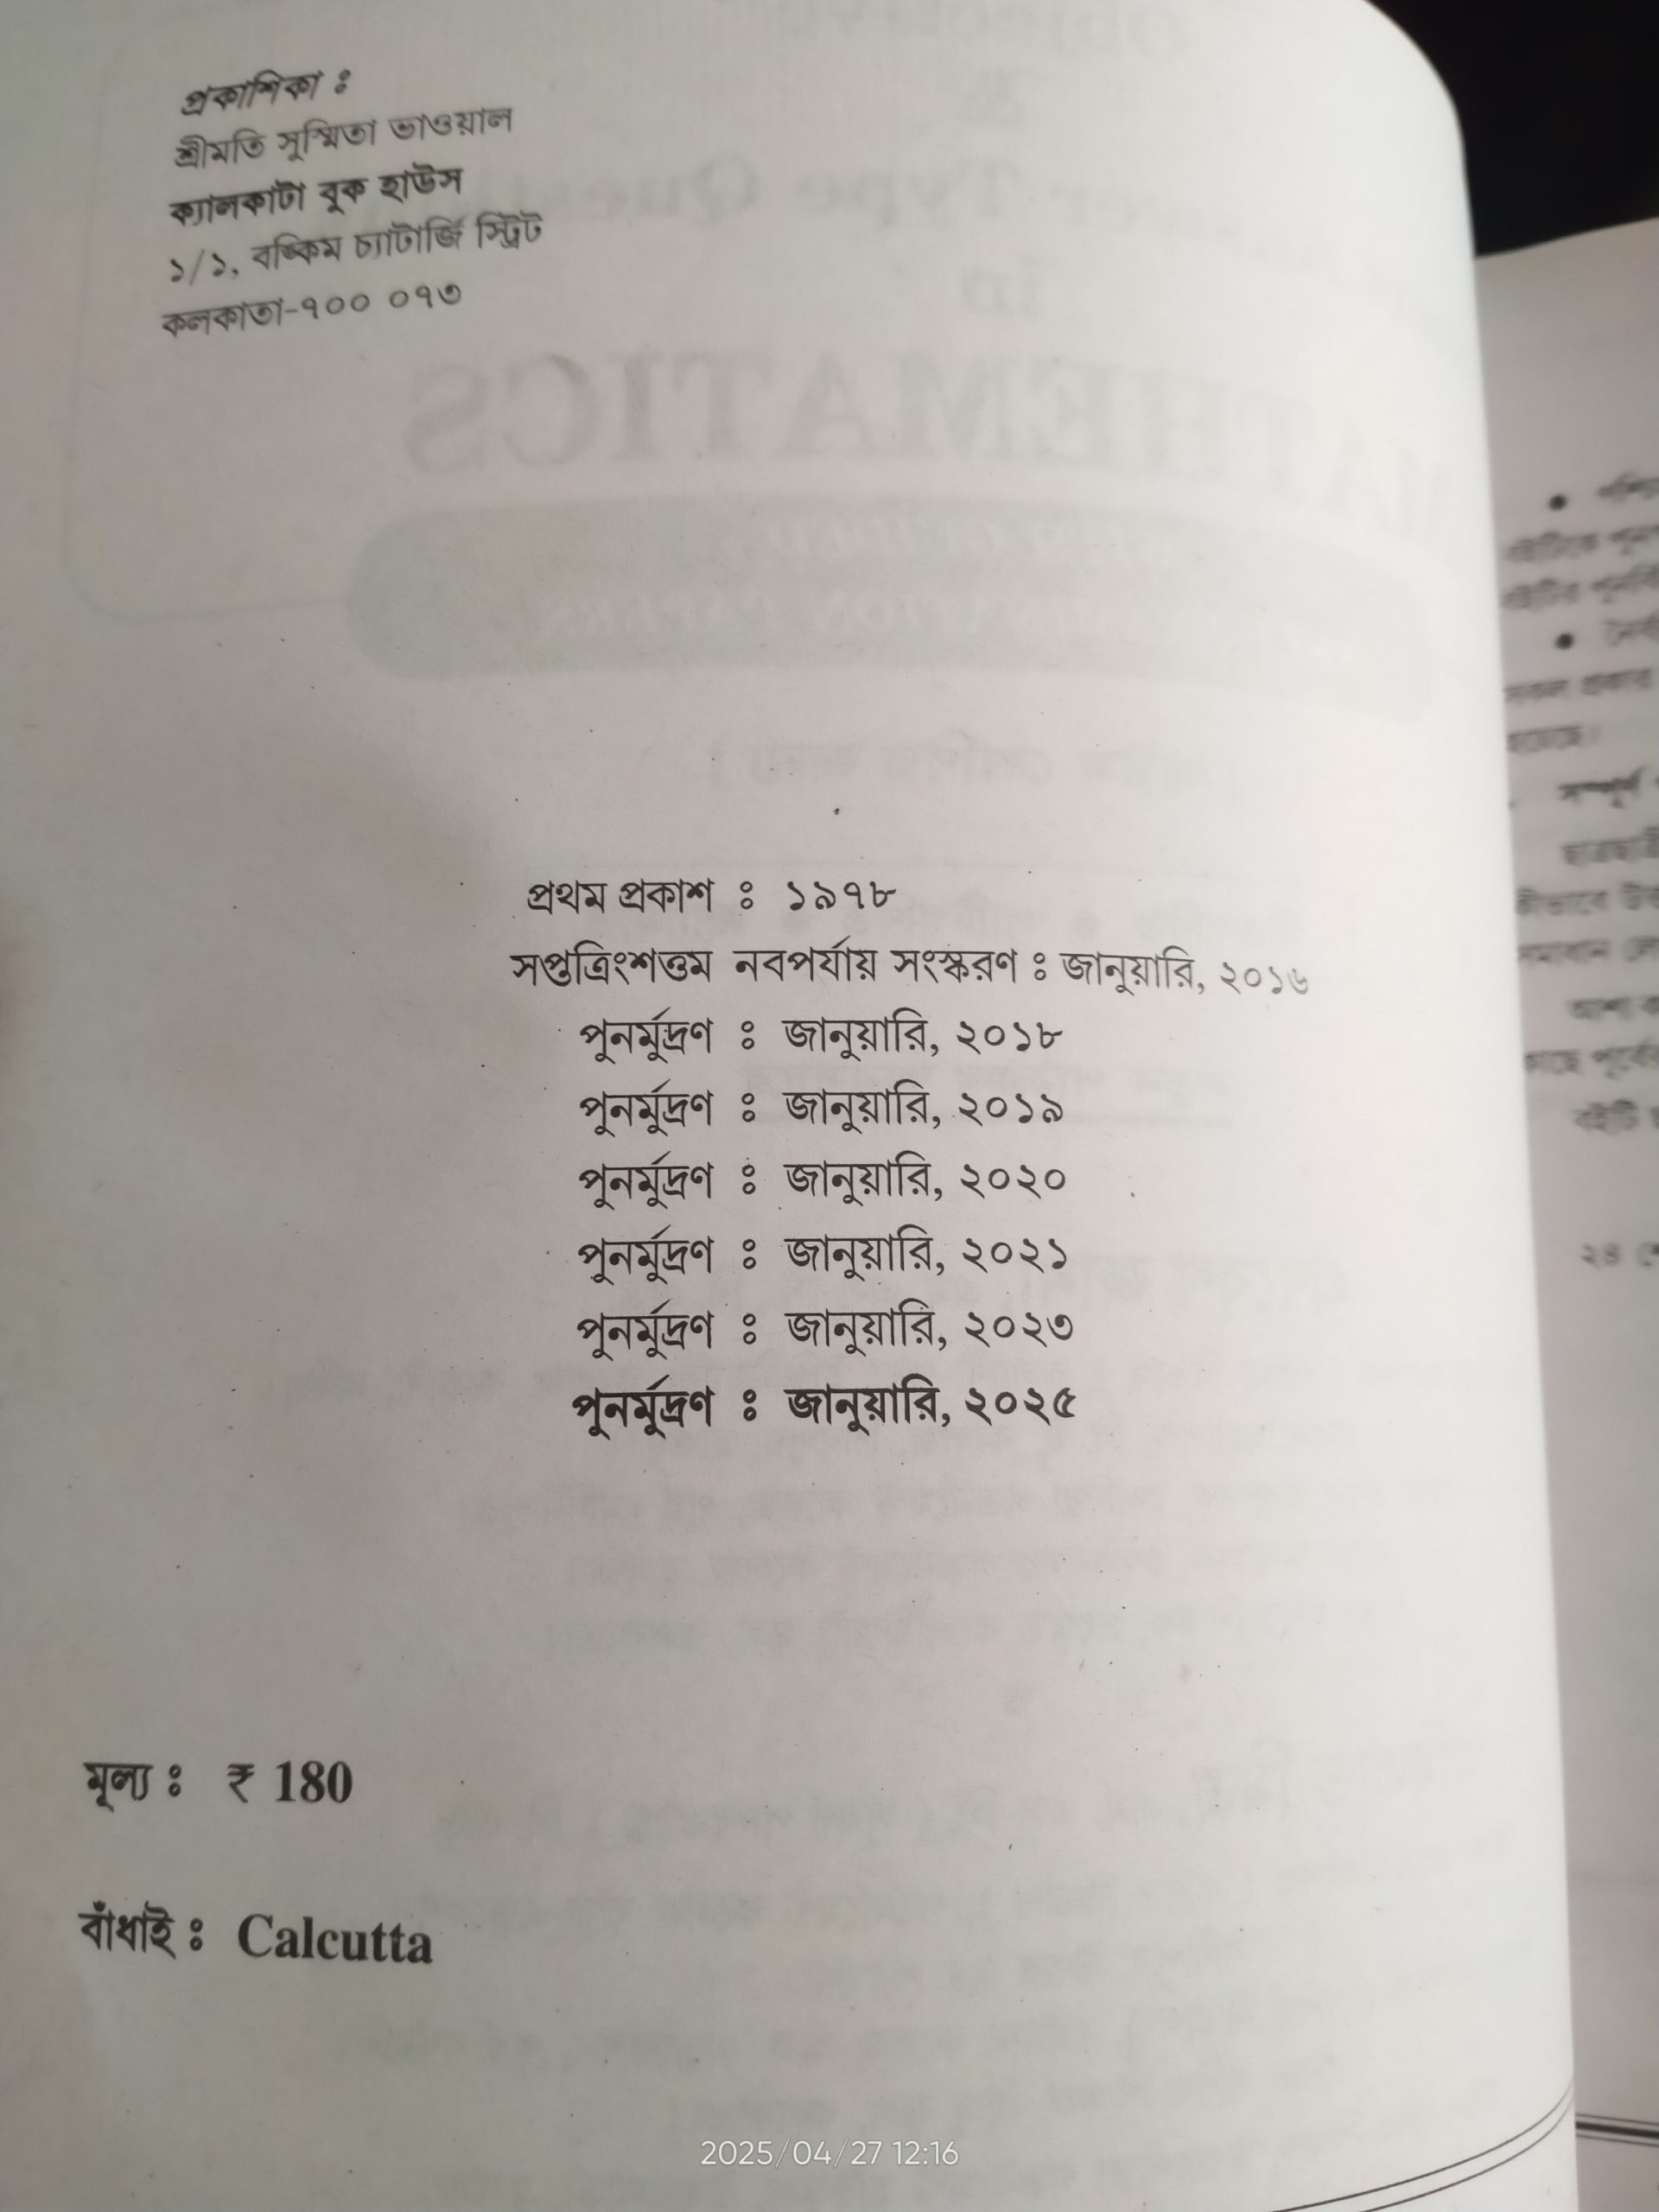 প্রকাশিকা ঃ
শ্রীমতি সুস্মিতা ভাওয়াল
ক্যালকাটা বুক হাউস
১/১, বঙ্কিম চ্যাটার্জি স্ট্রিট
কলকাতা-৭০০ ০৭৩
প্রথম প্রকাশ ঃ ১৯৭৮
সপ্তত্রিংশত্তম নবপর্যায় সংস্করণ ঃ জানুয়ারি, ২০১৬
পুনর্মুদ্রণ ঃ জানুয়ারি, ২০১৮
পুনর্মুদ্রণ ঃ জানুয়ারি, ২০১৯
পুনর্মুদ্রণ ঃ জানুয়ারি, ২০২০
পুনর্মুদ্রণ ঃ জানুয়ারি, ২০২১
পুনর্মুদ্রণ ঃ জানুয়ারি, ২০২৩
পুনর্মুদ্রণ ঃ জানুয়ারি, ২০২৫
মূল্য ঃ ₹ 180
বাঁধাই ঃ Calcutta
2025/04/27 12:16